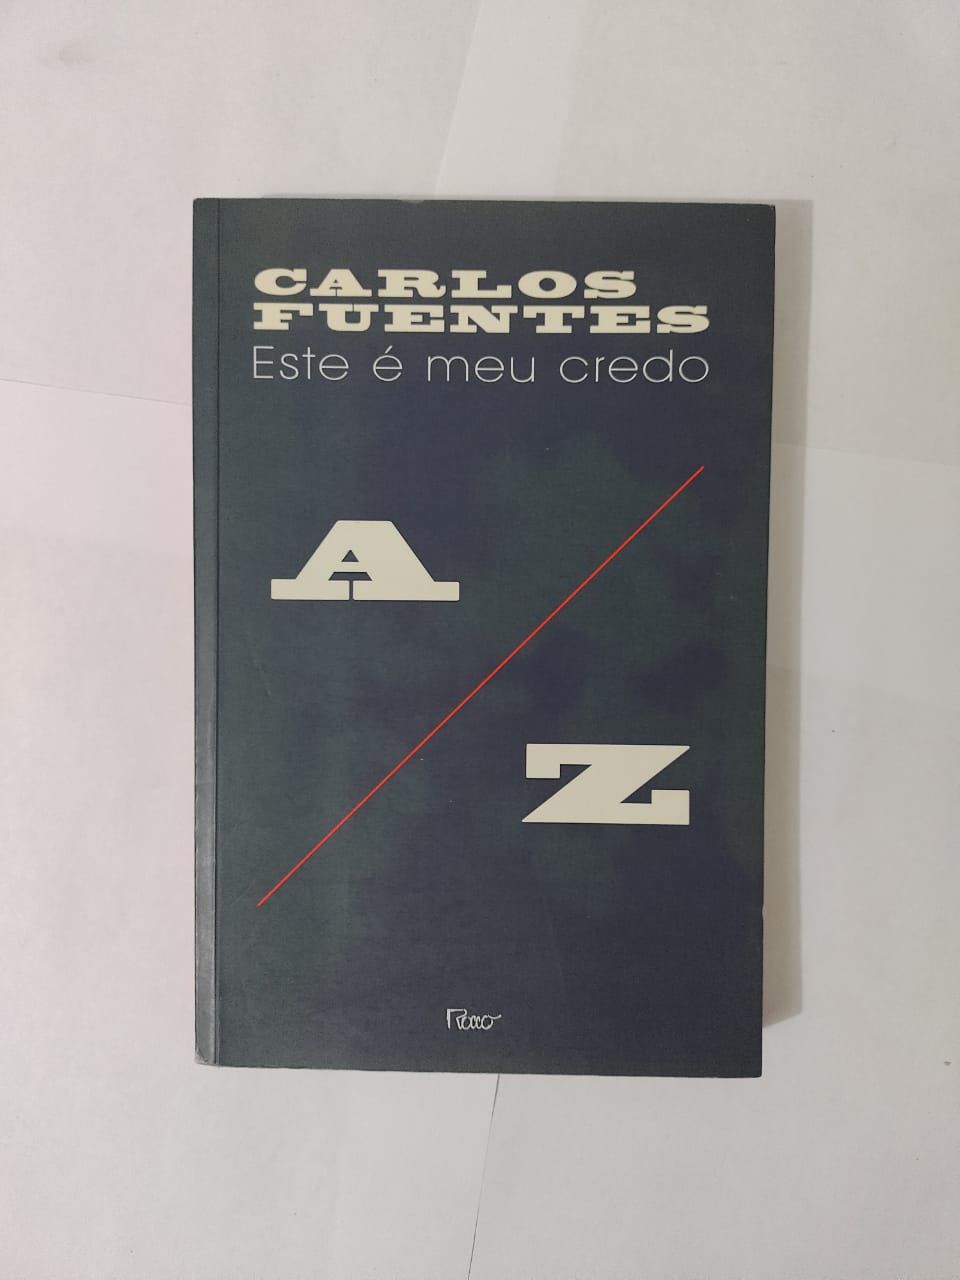 CARLOS
FUENTES
Este é meu credo
A
Z
Rocco